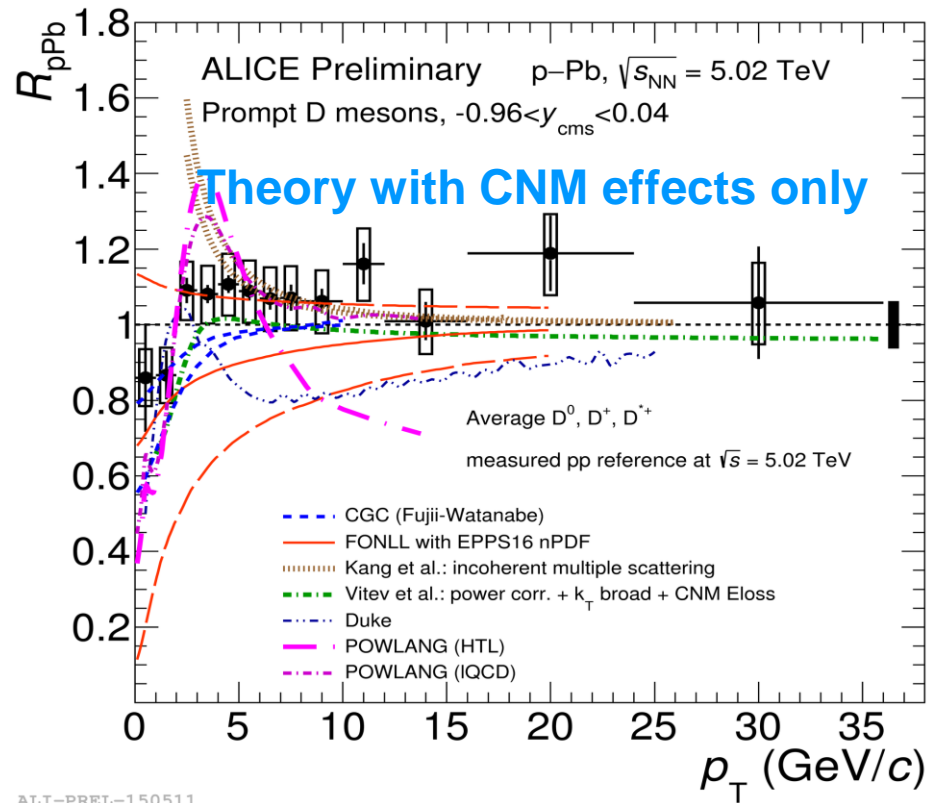 R_pPb
1.8
1.6
1.4
1.2
1
0.8
0.6
0.4
0.2
ALICE Preliminary p–Pb, √s_NN = 5.02 TeV
Prompt D mesons, -0.96<y_cms<0.04
Theory with CNM effects only
Average D⁰, D⁺, D*⁺
measured pp reference at √s = 5.02 TeV
CGC (Fujii-Watanabe)
FONLL with EPPS16 nPDF
Kang et al.: incoherent multiple scattering
Vitev et al.: power corr. + k_T broad + CNM Eloss
Duke
POWLANG (HTL)
POWLANG (lQCD)
0 5 10 15 20 25 30 35
p_T (GeV/c)
ALI-PREL-150511